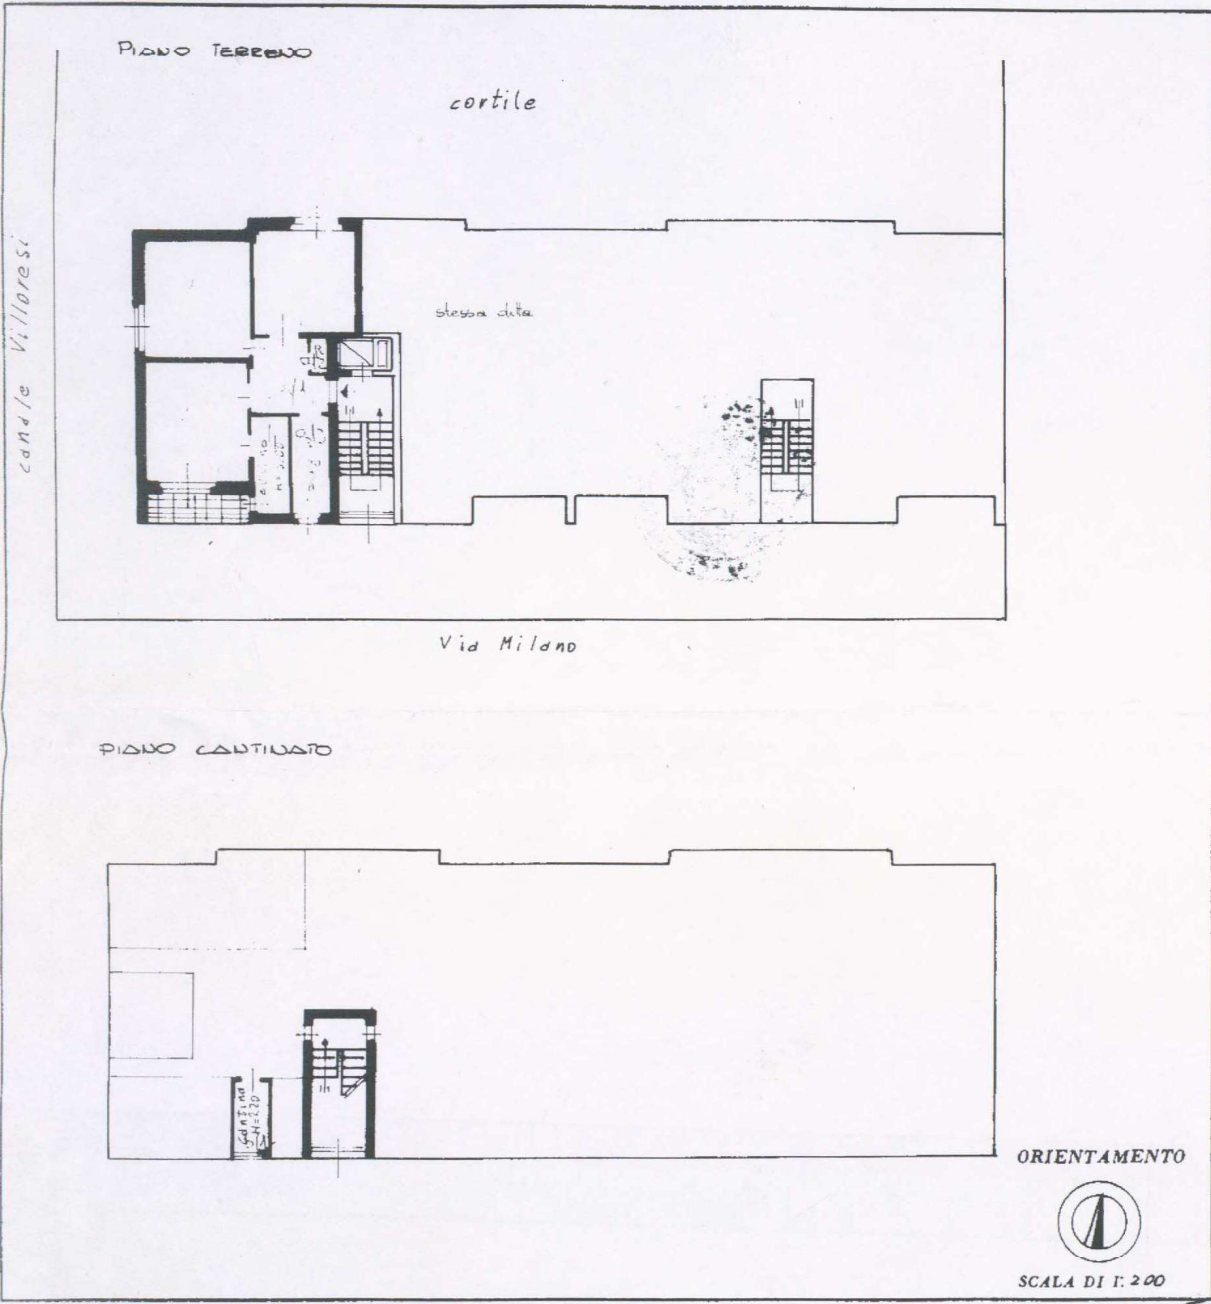 PIANO TERRENO
cortile
canale Villoresi
stessa ditta
R
Via Milano
PIANO CANTINATO
cantina
H=2.20
ORIENTAMENTO
SCALA DI 1:200